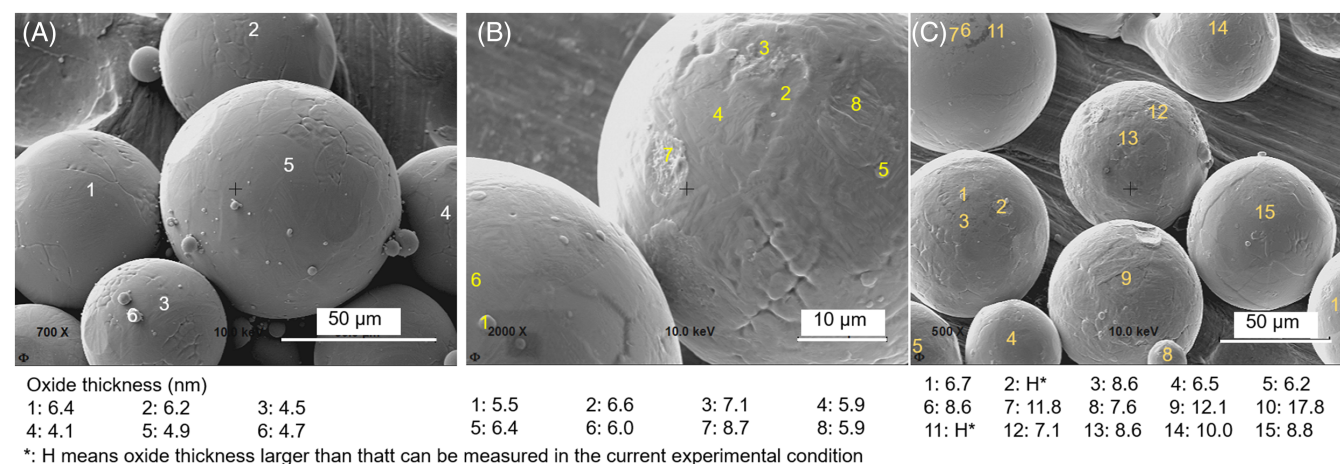 (A)
2
1
5
4
3
6
700 X
10.0 keV
50 µm
(B)
3
2
4
8
7
5
6
1
2000 X
10.0 keV
10 µm
(C)
7 6 11
14
12
13
1
2
3
15
9
4
5
8
1
500 X
10.0 keV
50 µm
Oxide thickness (nm)
1: 6.4 2: 6.2 3: 4.5
4: 4.1 5: 4.9 6: 4.7
1: 5.5 2: 6.6 3: 7.1 4: 5.9
5: 6.4 6: 6.0 7: 8.7 8: 5.9
1: 6.7 2: H* 3: 8.6 4: 6.5 5: 6.2
6: 8.6 7: 11.8 8: 7.6 9: 12.1 10: 17.8
11: H* 12: 7.1 13: 8.6 14: 10.0 15: 8.8
*: H means oxide thickness larger than thatt can be measured in the current experimental condition